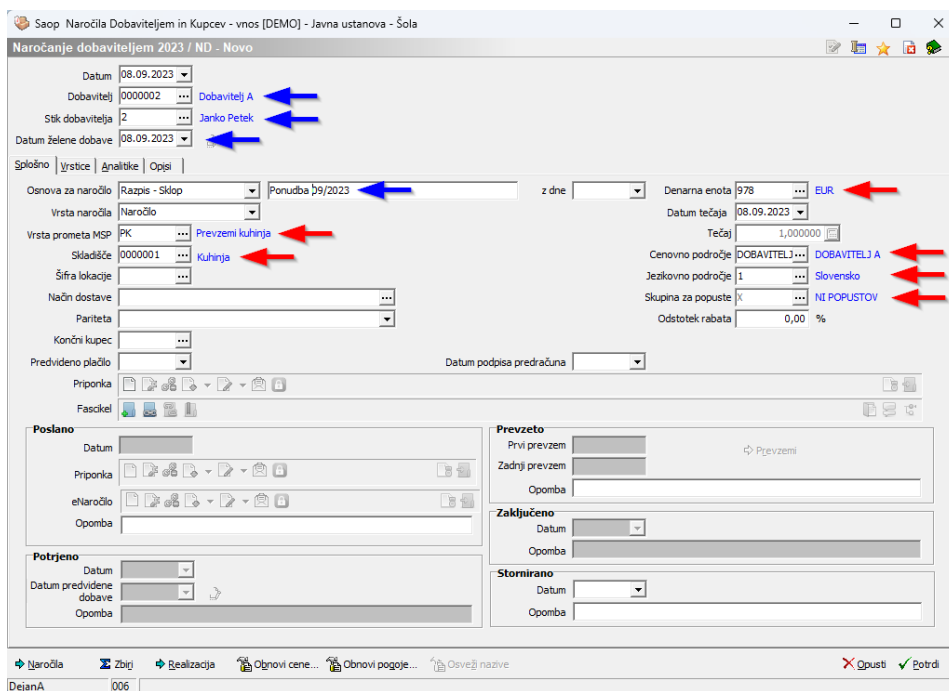 Saop Naročila Dobaviteljem in Kupcev - vnos [DEMO] - Javna ustanova - Šola
Naročanje dobaviteljem 2023 / ND - Novo
Datum 08.09.2023
Dobavitelj 0000002 ... Dobavitelj A
Stik dobavitelja 2 ... Janko Petek
Datum želene dobave 08.09.2023
Splošno Vrstice Analitike Opisi
Osnova za naročilo Razpis - Sklop Ponudba 09/2023 z dne Denarna enota 978 ... EUR
Vrsta naročila Naročilo Datum tečaja 08.09.2023
Vrsta prometa MSP PK ... Prevzemi kuhinja Tečaj 1,000000
Skladišče 0000001 ... Kuhinja Cenovno področje DOBAVITELJ... DOBAVITELJ A
Šifra lokacije ... Jezikovno področje 1 ... Slovensko
Način dostave ... Skupina za popuste X ... NI POPUSTOV
Pariteta Odstotek rabata 0,00 %
Končni kupec ...
Predvideno plačilo Datum podpisa predračuna
Priponka
Fascikel
Poslano Prevzeto
Datum Prvi prevzem Prevzemi
Priponka Zadnji prevzem
Opomba
eNaročilo Zaključeno
Opomba Datum
Opomba
Potrjeno Stornirano
Datum
Datum predvidene dobave Datum
Opomba Opomba
Naročila Zbiri Realizacija Obnovi cene... Obnovi pogoje... Osveži nazive Opusti Potrdi
DejanA 006